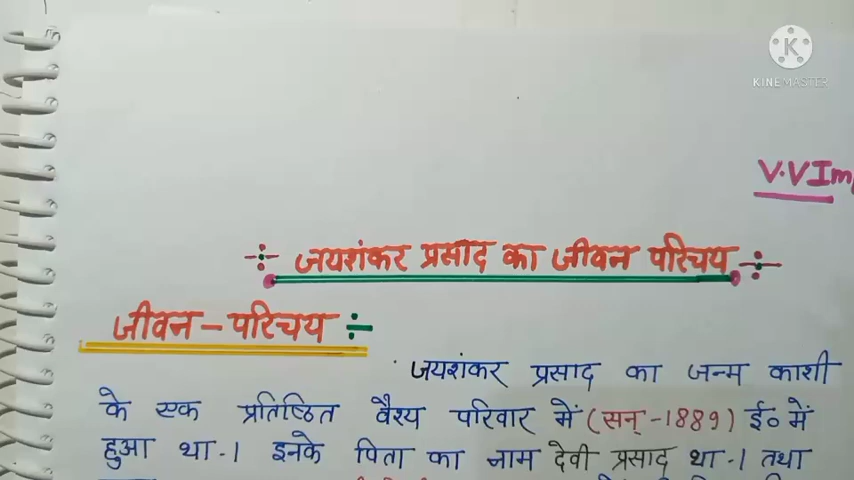 KINEMASTER
V.V Imp
÷ जयशंकर प्रसाद का जीवन परिचय ÷
जीवन - परिचय ÷
जयशंकर प्रसाद का जन्म काशी
के एक प्रतिष्ठित वैश्य परिवार में (सन् -1889) ई० में
हुआ था -। इनके पिता का नाम देवी प्रसाद था -। तथा